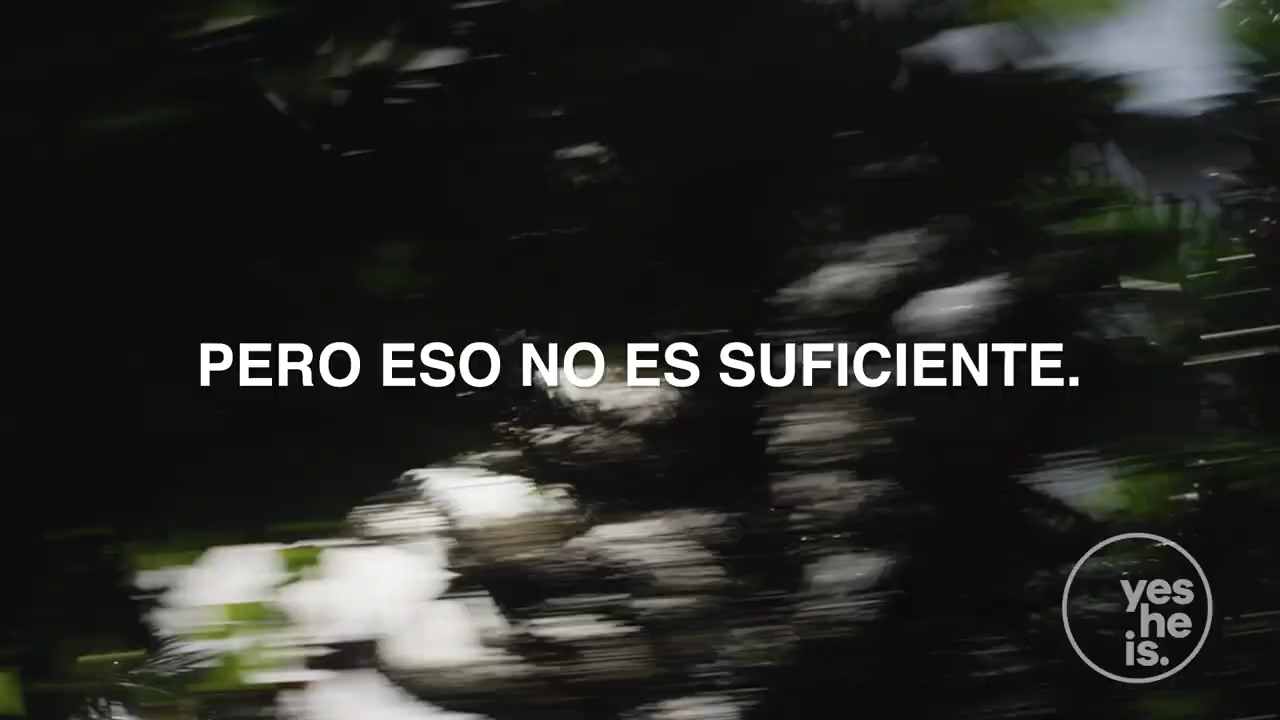 PERO ESO NO ES SUFICIENTE.
yes
he
is.